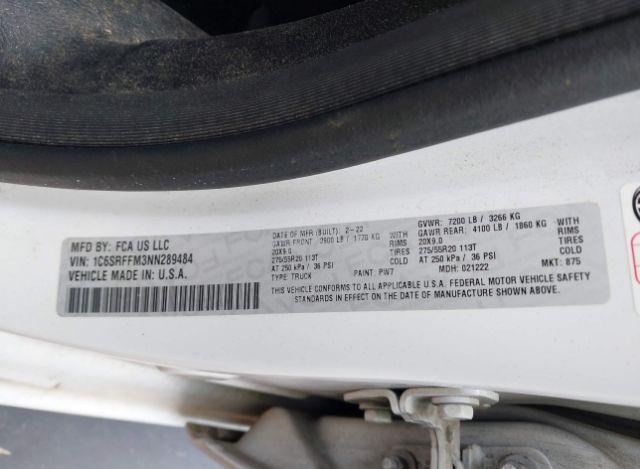 MFD BY: FCA US LLC
VIN: 1C6SRFFM3NN289484
VEHICLE MADE IN U.S.A.
DATE OF MFR (BUILT): 2-22
GAWR FRONT: 3900 LB / 1770 KG
20X9.0 RIMS
275/55R20 113T TIRES
AT 250 kPa / 36 PSI COLD
TYPE: TRUCK PAINT: PW7
GVWR: 7200 LB / 3266 KG
GAWR REAR: 4100 LB / 1860 KG
20X9.0 RIMS
275/55R20 113T TIRES
AT 250 kPa / 36 PSI COLD
MDH: 021222 MKT: 875
THIS VEHICLE CONFORMS TO ALL APPLICABLE U.S.A. FEDERAL MOTOR VEHICLE SAFETY
STANDARDS IN EFFECT ON THE DATE OF MANUFACTURE SHOWN ABOVE.